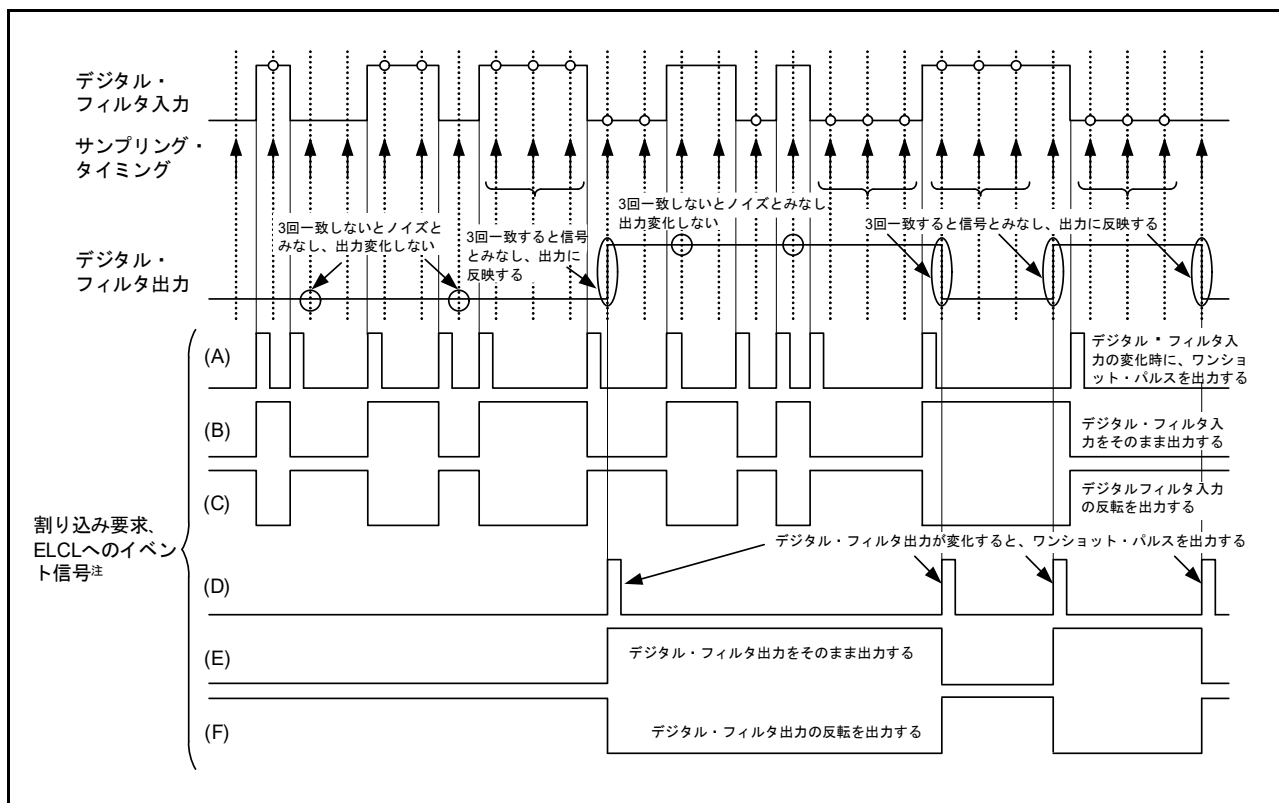 デジタル・
フィルタ入力
サンプリング・
タイミング
3回一致しないとノイズと
みなし、出力変化しない
3回一致すると信号
とみなし、出力に
反映する
3回一致しないとノイズとみなし、
出力変化しない
3回一致すると信号とみなし、出力に反映する
デジタル・
フィルタ出力
(A)
デジタル・フィルタ入
力の変化時に、ワンショ
ット・パルスを出力する
(B)
デジタル・フィルタ入
力をそのまま出力する
(C)
デジタルフィルタ入力
の反転を出力する
割り込み要求、
ELCLへのイベン
ト信号注
デジタル・フィルタ出力が変化すると、ワンショット・パルスを出力する
(D)
(E)
デジタル・フィルタ出力をそのまま出力する
(F)
デジタル・フィルタ出力の反転を出力する